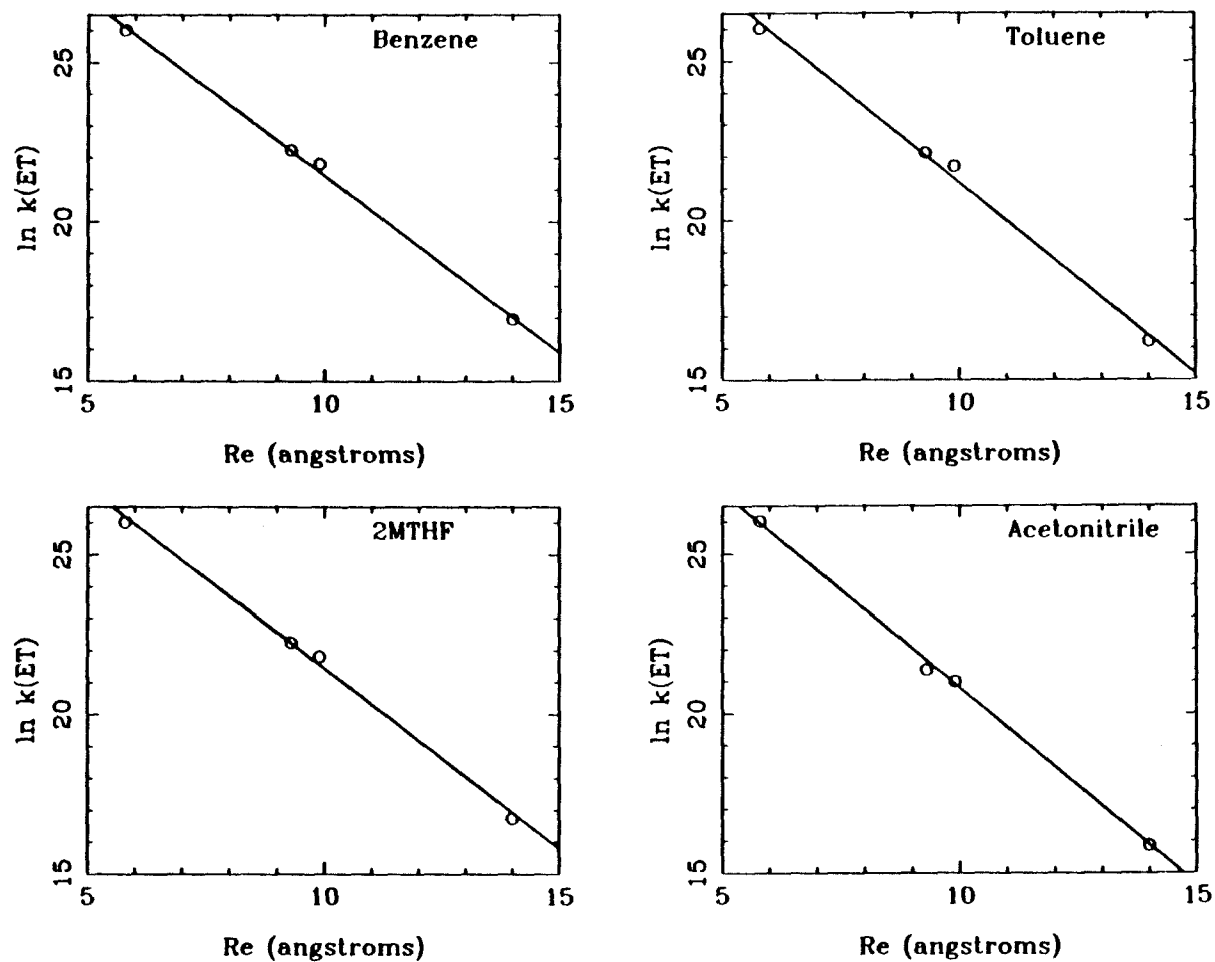 Benzene
ln k(ET)
25
20
15
5 10 15
Re (angstroms)
Toluene
ln k(ET)
25
20
15
5 10 15
Re (angstroms)
2MTHF
ln k(ET)
25
20
15
5 10 15
Re (angstroms)
Acetonitrile
ln k(ET)
25
20
15
5 10 15
Re (angstroms)